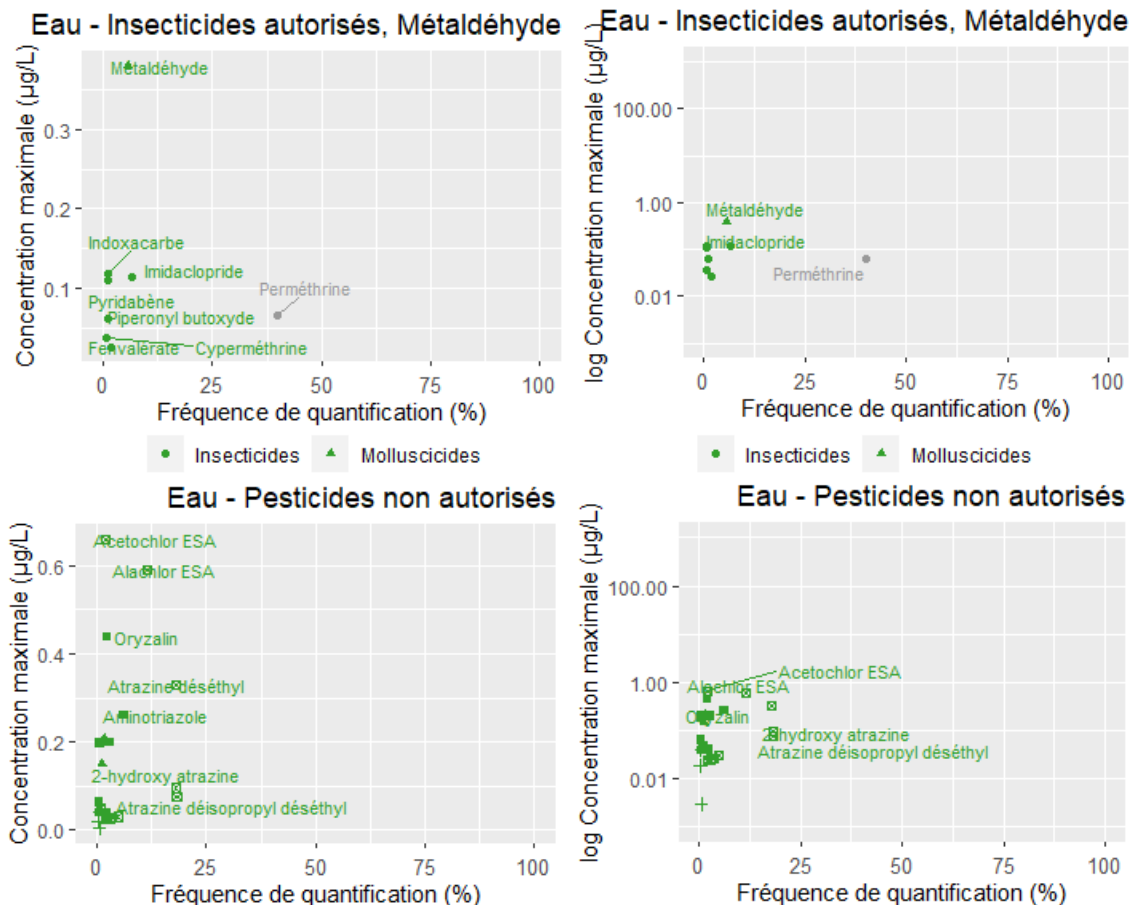 Eau - Insecticides autorisés, Métaldéhyde
Concentration maximale (µg/L)
0.3
0.2
0.1
Métaldéhyde
Indoxacarbe
Imidaclopride
Perméthrine
Pyridabène
Piperonyl butoxyde
Fenvalérate
Cyperméthrine
0
25
50
75
100
Fréquence de quantification (%)
Insecticides
Molluscicides
Eau - Insecticides autorisés, Métaldéhyde
log Concentration maximale (µg/L)
100.00
1.00
0.01
Métaldéhyde
Imidaclopride
Perméthrine
0
25
50
75
100
Fréquence de quantification (%)
Insecticides
Molluscicides
Eau - Pesticides non autorisés
Concentration maximale (µg/L)
0.6
0.4
0.2
0.0
Acetochlor ESA
Alachlor ESA
Oryzalin
Atrazine déséthyl
Aminotriazole
2-hydroxy atrazine
Atrazine déisopropyl déséthyl
0
25
50
75
100
Fréquence de quantification (%)
Eau - Pesticides non autorisés
log Concentration maximale (µg/L)
100.00
1.00
0.01
Acetochlor ESA
Alachlor ESA
Oryzalin
2-hydroxy atrazine
Atrazine déisopropyl déséthyl
0
25
50
75
100
Fréquence de quantification (%)